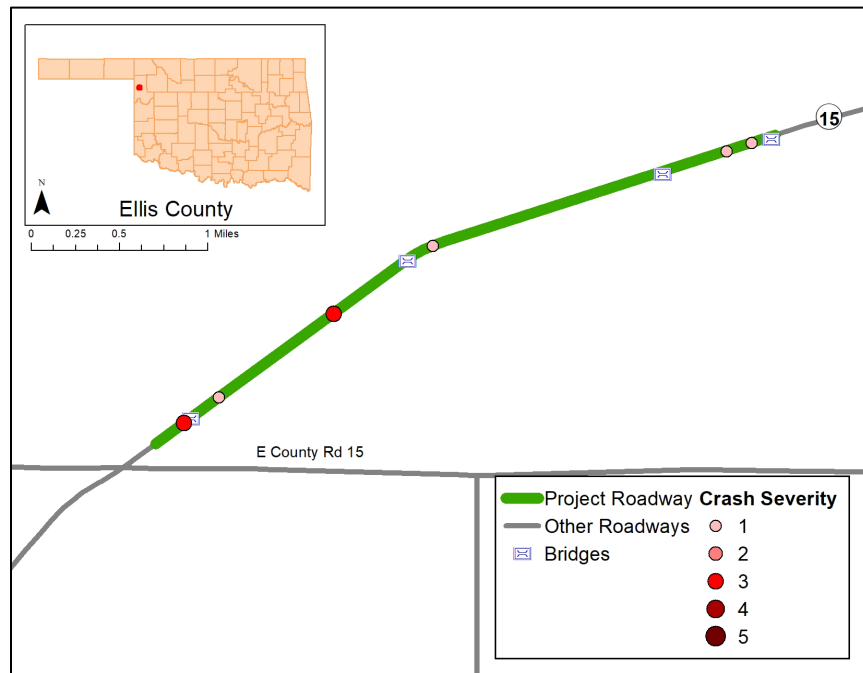 N
Ellis County
0 0.25 0.5 1 Miles
15
E County Rd 15
Project Roadway Crash Severity
Other Roadways 1
Bridges 2
3
4
5